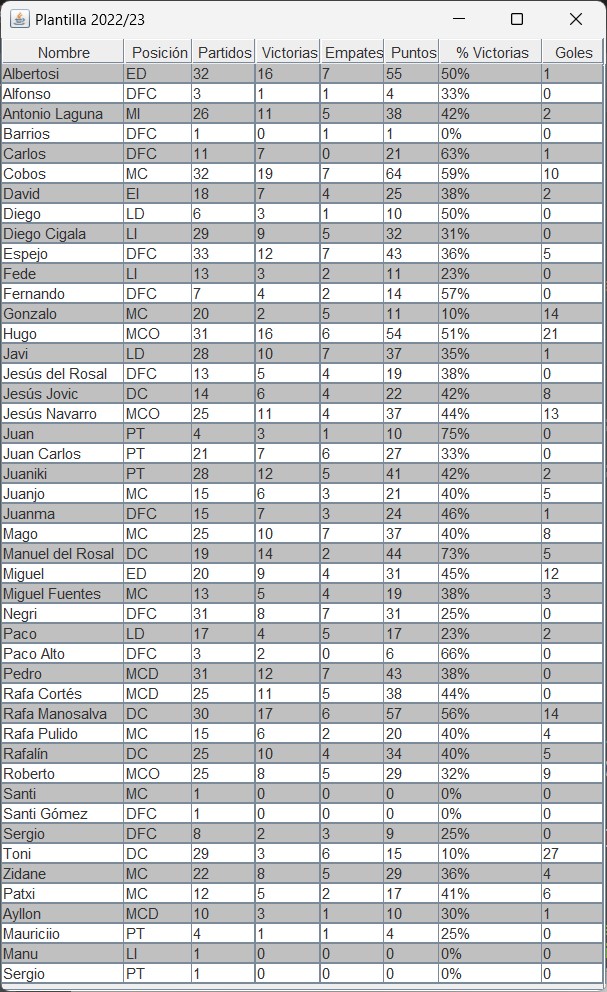 Plantilla 2022/23
Nombre Posición Partidos Victorias Empates Puntos % Victorias Goles
Albertosi ED 32 16 7 55 50% 1
Alfonso DFC 3 1 1 4 33% 0
Antonio Laguna MI 26 11 5 38 42% 2
Barrios DFC 1 0 1 1 0% 0
Carlos DFC 11 7 0 21 63% 1
Cobos MC 32 19 7 64 59% 10
David EI 18 7 4 25 38% 2
Diego LD 6 3 1 10 50% 0
Diego Cigala LI 29 9 5 32 31% 0
Espejo DFC 33 12 7 43 36% 5
Fede LI 13 3 2 11 23% 0
Fernando DFC 7 4 2 14 57% 0
Gonzalo MC 20 2 5 11 10% 14
Hugo MCO 31 16 6 54 51% 21
Javi LD 28 10 7 37 35% 1
Jesús del Rosal DFC 13 5 4 19 38% 0
Jesús Jovic DC 14 6 4 22 42% 8
Jesús Navarro MCO 25 11 4 37 44% 13
Juan PT 4 3 1 10 75% 0
Juan Carlos PT 21 7 6 27 33% 0
Juaniki PT 28 12 5 41 42% 2
Juanjo MC 15 6 3 21 40% 5
Juanma DFC 15 7 3 24 46% 1
Mago MC 25 10 7 37 40% 8
Manuel del Rosal DC 19 14 2 44 73% 5
Miguel ED 20 9 4 31 45% 12
Miguel Fuentes MC 13 5 4 19 38% 3
Negri DFC 31 8 7 31 25% 0
Paco LD 17 4 5 17 23% 2
Paco Alto DFC 3 2 0 6 66% 0
Pedro MCD 31 12 7 43 38% 0
Rafa Cortés MCD 25 11 5 38 44% 0
Rafa Manosalva DC 30 17 6 57 56% 14
Rafa Pulido MC 15 6 2 20 40% 4
Rafalín DC 25 10 4 34 40% 5
Roberto MCO 25 8 5 29 32% 9
Santi MC 1 0 0 0 0% 0
Santi Gómez DFC 1 0 0 0 0% 0
Sergio DFC 8 2 3 9 25% 0
Toni DC 29 3 6 15 10% 27
Zidane MC 22 8 5 29 36% 4
Patxi MC 12 5 2 17 41% 6
Ayllon MCD 10 3 1 10 30% 1
Mauriciio PT 4 1 1 4 25% 0
Manu LI 1 0 0 0 0% 0
Sergio PT 1 0 0 0 0% 0